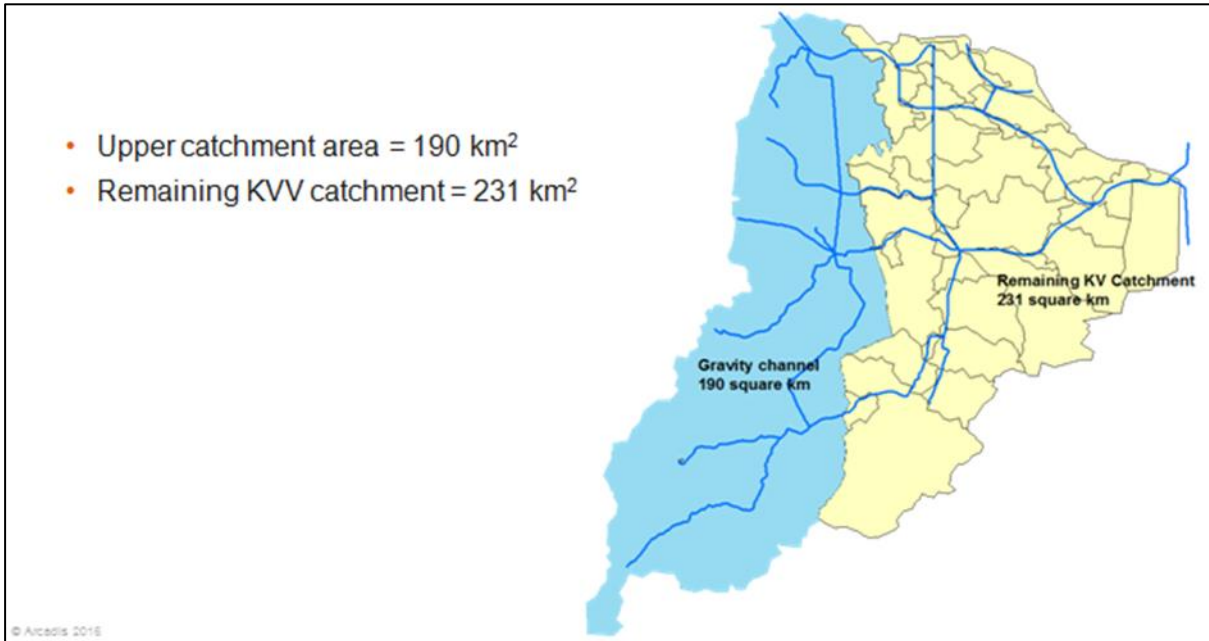 • Upper catchment area = 190 km²
• Remaining KVV catchment = 231 km²
Remaining KV Catchment
231 square km
Gravity channel
190 square km
© Arcadis 2016